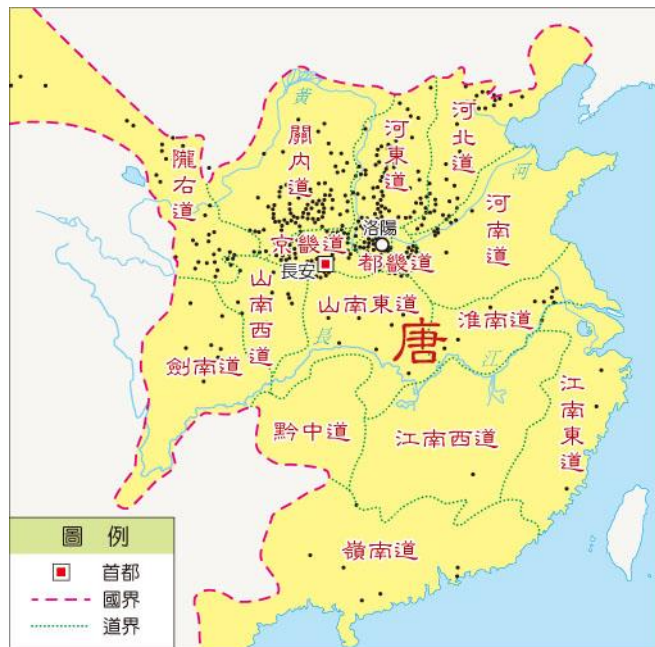 黃
河北道
河東道
關內道
隴右道
河
河南道
洛陽
京畿道
都畿道
長安
山南西道
山南東道
淮南道
唐
長
江
劍南道
江南東道
黔中道
江南西道
嶺南道
圖例
首都
國界
道界